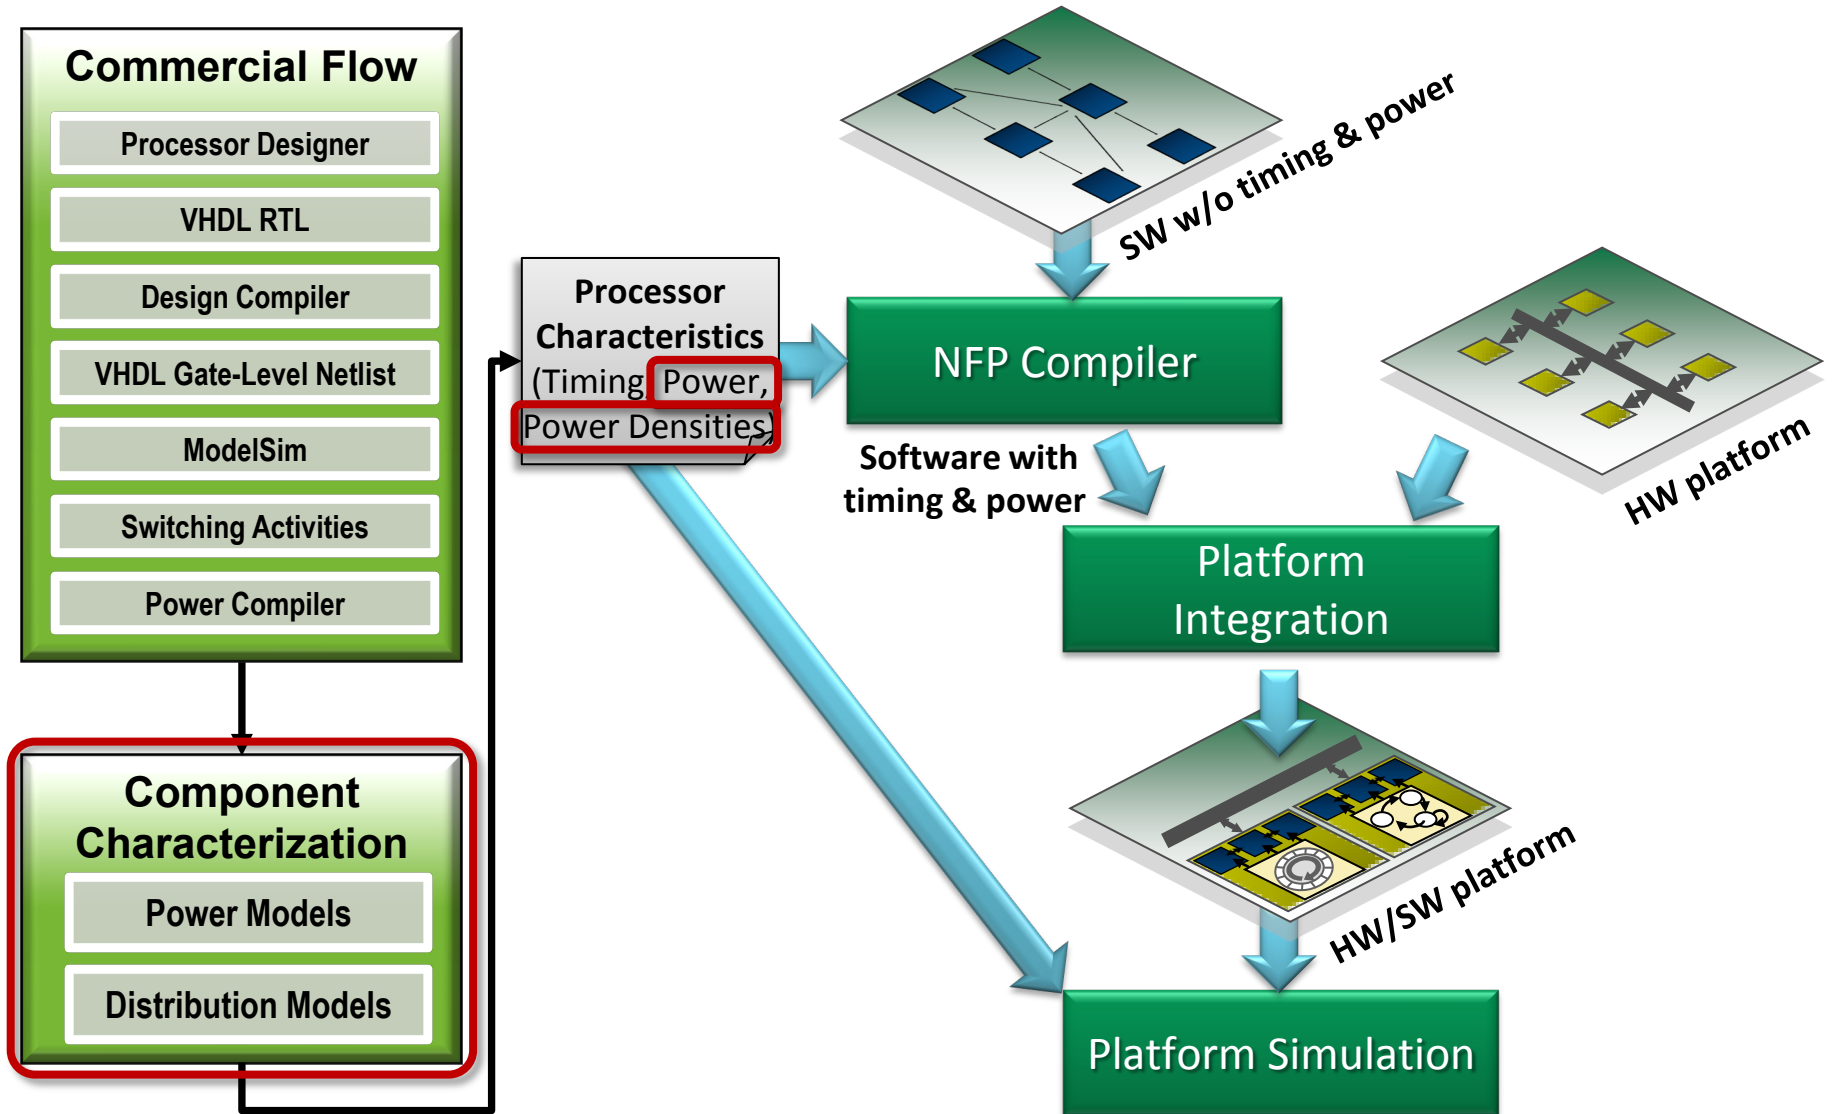 Commercial Flow
Processor Designer
VHDL RTL
Design Compiler
VHDL Gate-Level Netlist
ModelSim
Switching Activities
Power Compiler
Component
Characterization
Power Models
Distribution Models
Processor
Characteristics
(Timing, Power,
Power Densities)
SW w/o timing & power
NFP Compiler
Software with
timing & power
HW platform
Platform
Integration
HW/SW platform
Platform Simulation